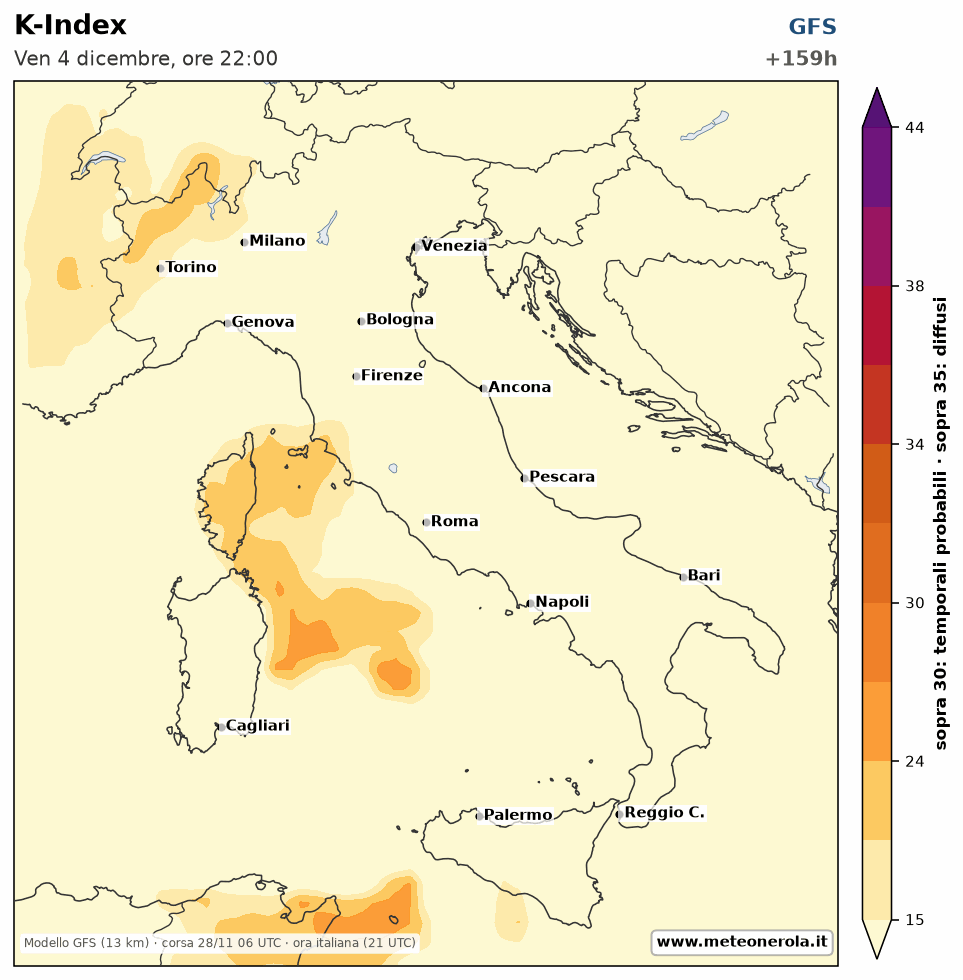 K-Index
GFS
Ven 4 dicembre, ore 22:00
+159h
44
Milano
Venezia
Torino
38
Genova
Bologna
Firenze
Ancona
34
Pescara
Roma
Bari
Napoli
30
sopra 30: temporali probabili · sopra 35: diffusi
Cagliari
24
Palermo
Reggio C.
15
Modello GFS (13 km) · corsa 28/11 06 UTC · ora italiana (21 UTC)
www.meteonerola.it